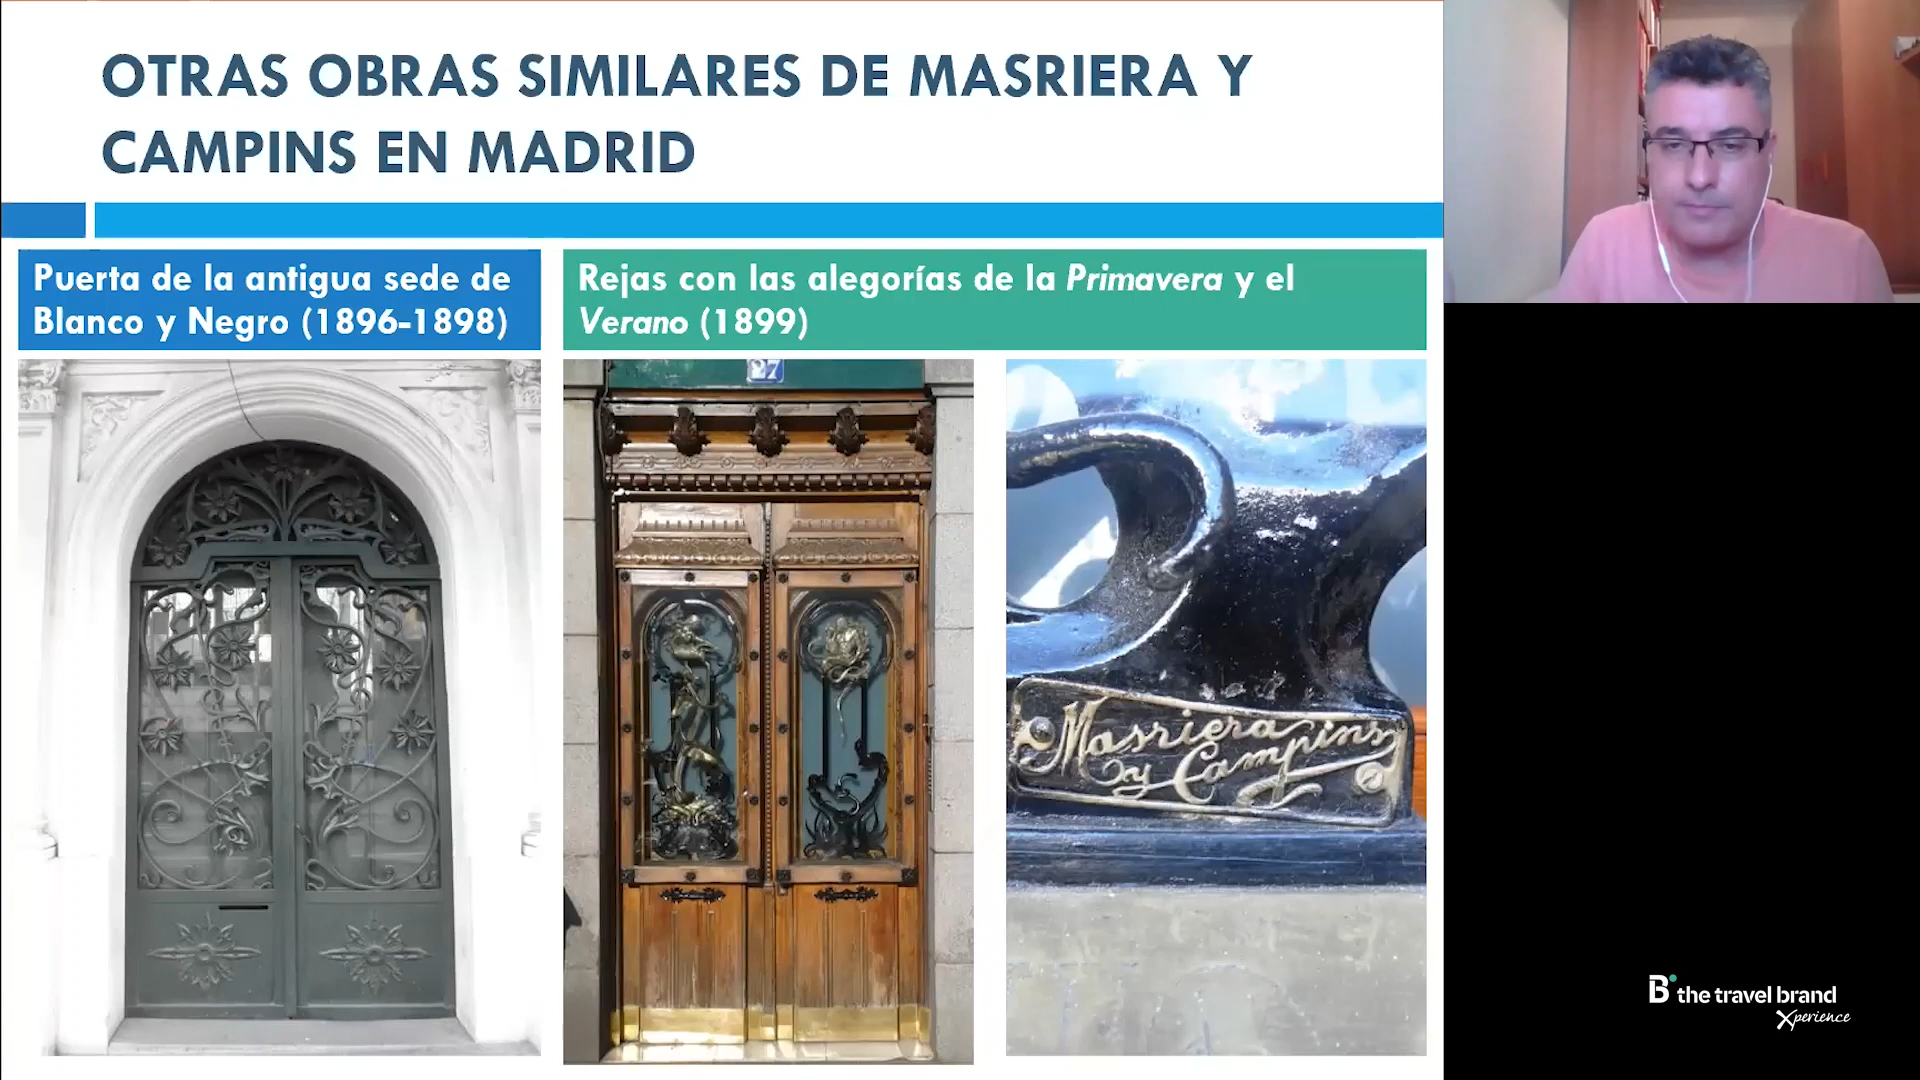 OTRAS OBRAS SIMILARES DE MASRIERA Y
CAMPINS EN MADRID
Puerta de la antigua sede de
Blanco y Negro (1896-1898)
Rejas con las alegorías de la Primavera y el
Verano (1899)
27
Masriera
y Campins
B the travel brand
Xperience